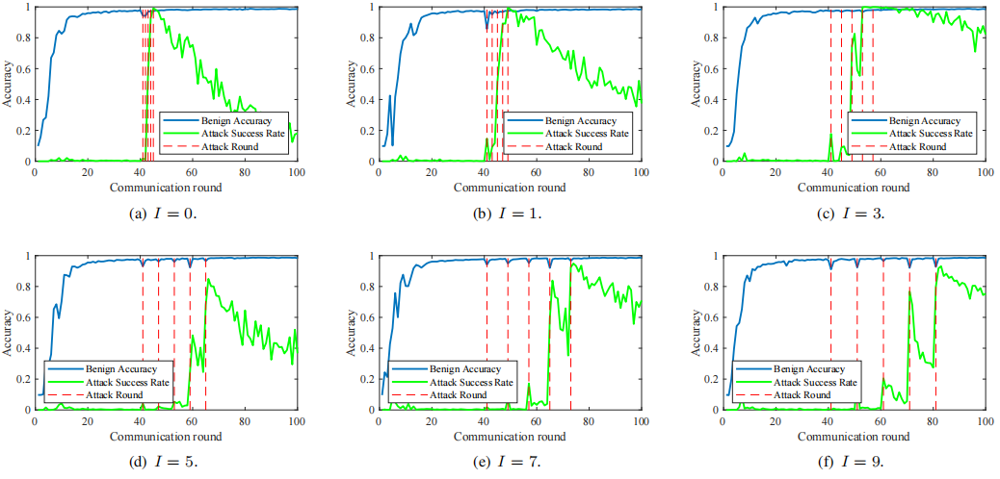 1
0.8
0.6
0.4
0.2
0
Accuracy
Benign Accuracy
Attack Success Rate
Attack Round
0 20 40 60 80 100
Communication round
(a) I = 0.
1
0.8
0.6
0.4
0.2
0
Accuracy
Benign Accuracy
Attack Success Rate
Attack Round
0 20 40 60 80 100
Communication round
(b) I = 1.
1
0.8
0.6
0.4
0.2
0
Accuracy
Benign Accuracy
Attack Success Rate
Attack Round
0 20 40 60 80 100
Communication round
(c) I = 3.
1
0.8
0.6
0.4
0.2
0
Accuracy
Benign Accuracy
Attack Success Rate
Attack Round
0 20 40 60 80 100
Communication round
(d) I = 5.
1
0.8
0.6
0.4
0.2
0
Accuracy
Benign Accuracy
Attack Success Rate
Attack Round
0 20 40 60 80 100
Communication round
(e) I = 7.
1
0.8
0.6
0.4
0.2
0
Accuracy
Benign Accuracy
Attack Success Rate
Attack Round
0 20 40 60 80 100
Communication round
(f) I = 9.